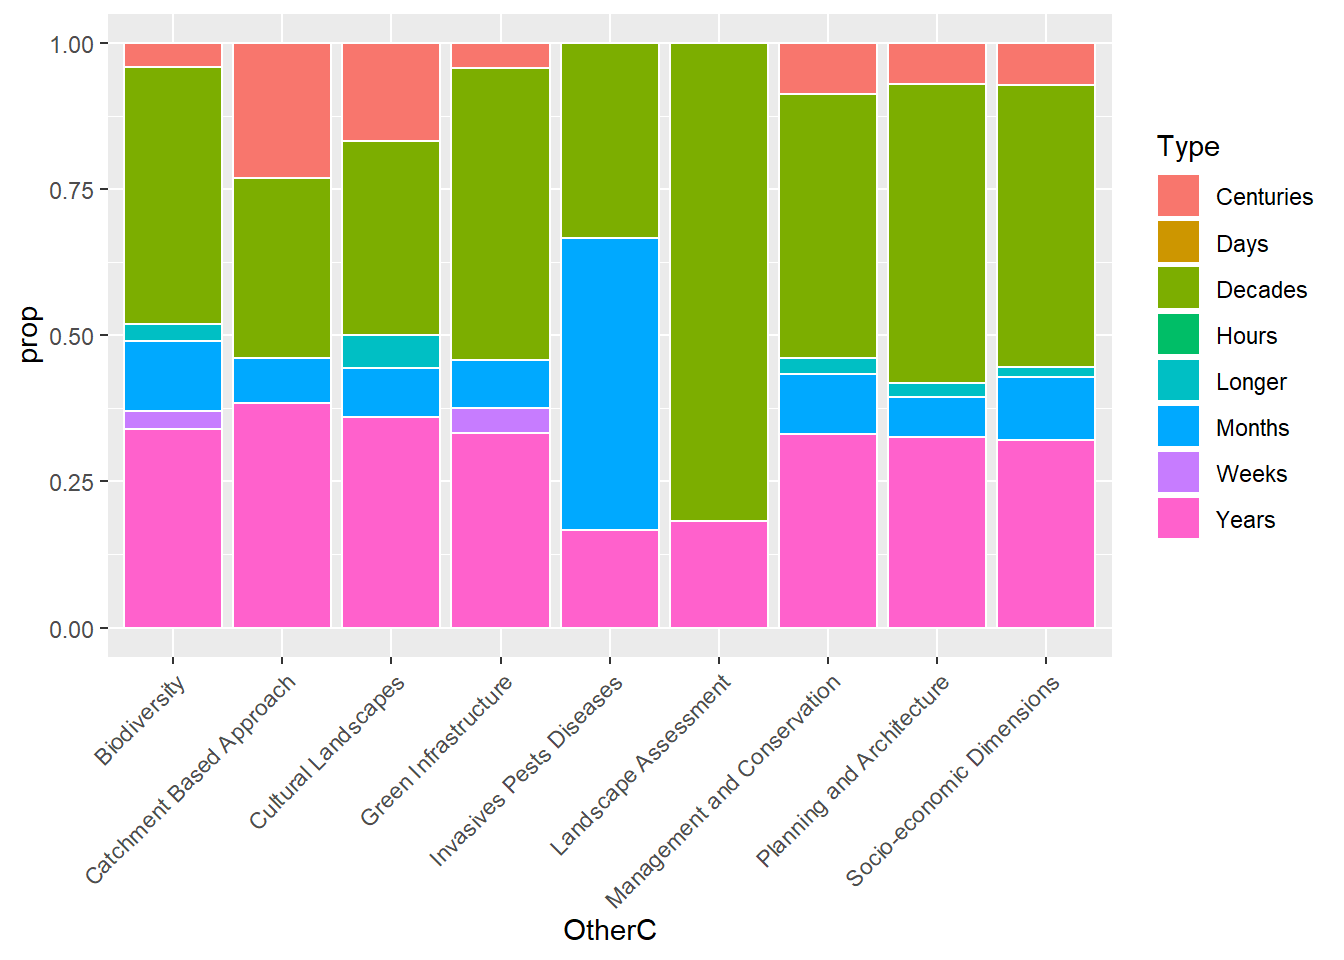 1.00
0.75
0.50
0.25
0.00
prop
Biodiversity
Catchment Based Approach
Cultural Landscapes
Green Infrastructure
Invasives Pests Diseases
Landscape Assessment
Management and Conservation
Planning and Architecture
Socio-economic Dimensions
OtherC
Type
Centuries
Days
Decades
Hours
Longer
Months
Weeks
Years